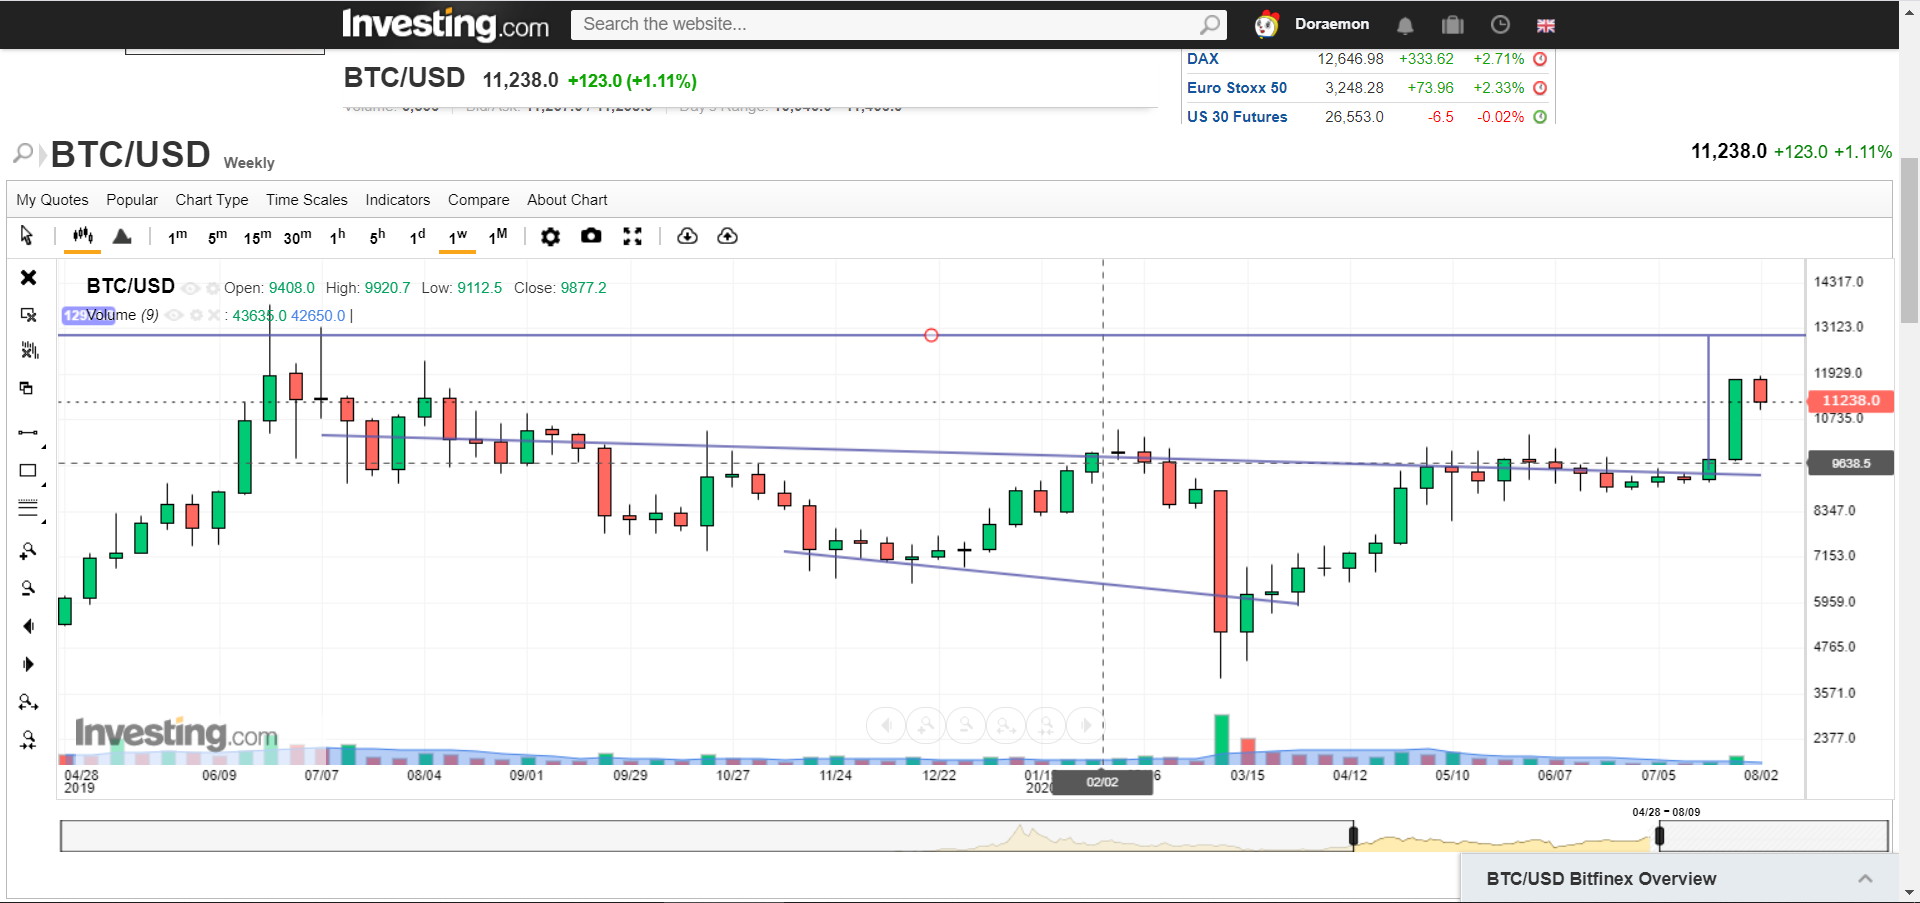 Investing.com
Search the website...
Doraemon
BTC/USD 11,238.0 +123.0 (+1.11%)
DAX 12,646.98 +333.62 +2.71%
Euro Stoxx 50 3,248.28 +73.96 +2.33%
US 30 Futures 26,553.0 -6.5 -0.02%
BTC/USD Weekly
11,238.0 +123.0 +1.11%
My Quotes Popular Chart Type Time Scales Indicators Compare About Chart
1m 5m 15m 30m 1h 5h 1d 1w 1M
BTC/USD Open: 9408.0 High: 9920.7 Low: 9112.5 Close: 9877.2
Volume (9) : 43635.0 42650.0 |
14317.0
13123.0
11929.0
11238.0
10735.0
9638.5
8347.0
7153.0
5959.0
4765.0
3571.0
2377.0
Investing.com
04/28 06/09 07/07 08/04 09/01 09/29 10/27 11/24 12/22 02/02 03/15 04/12 05/10 06/07 07/05 08/02
2019
04/28 - 08/09
BTC/USD Bitfinex Overview